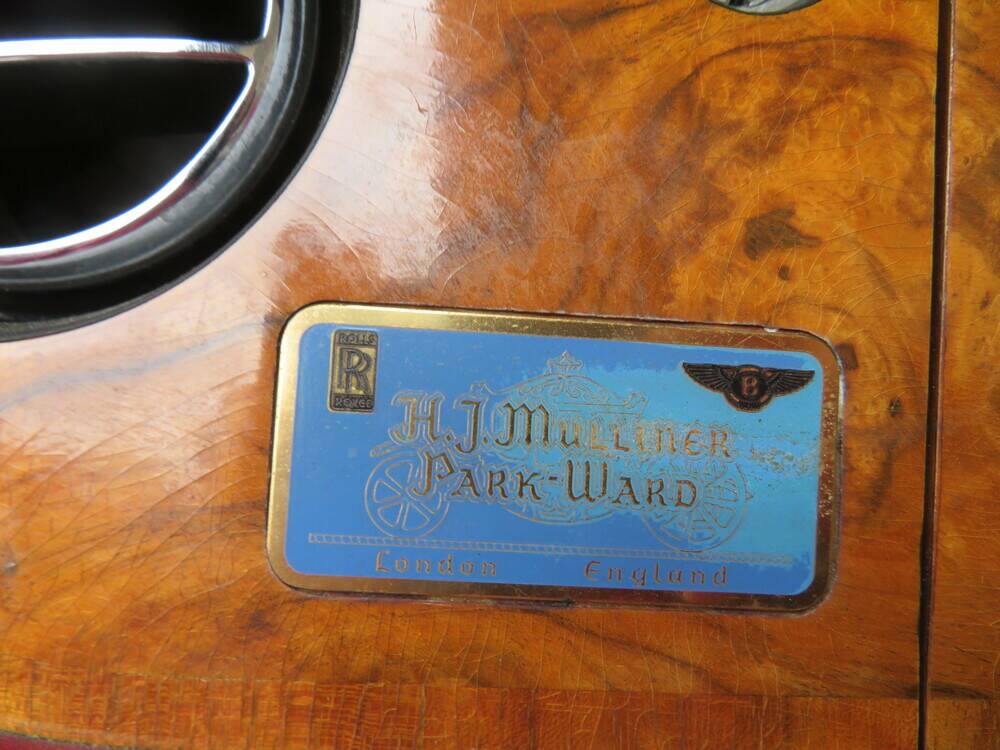 ROLLS
R
ROYCE
B
H.J. Mulliner
Park-Ward
London England